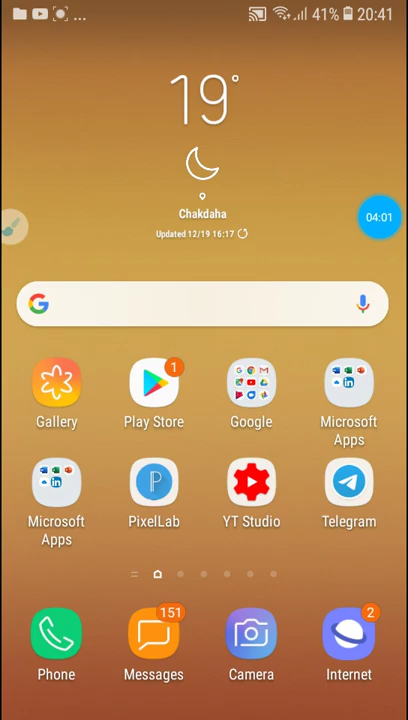 ... 41% 20:41
19°
Chakdaha
04:01
Updated 12/19 16:17
G
1
Gallery Play Store Google Microsoft Apps
P
Microsoft Apps PixelLab YT Studio Telegram
151 2
Phone Messages Camera Internet